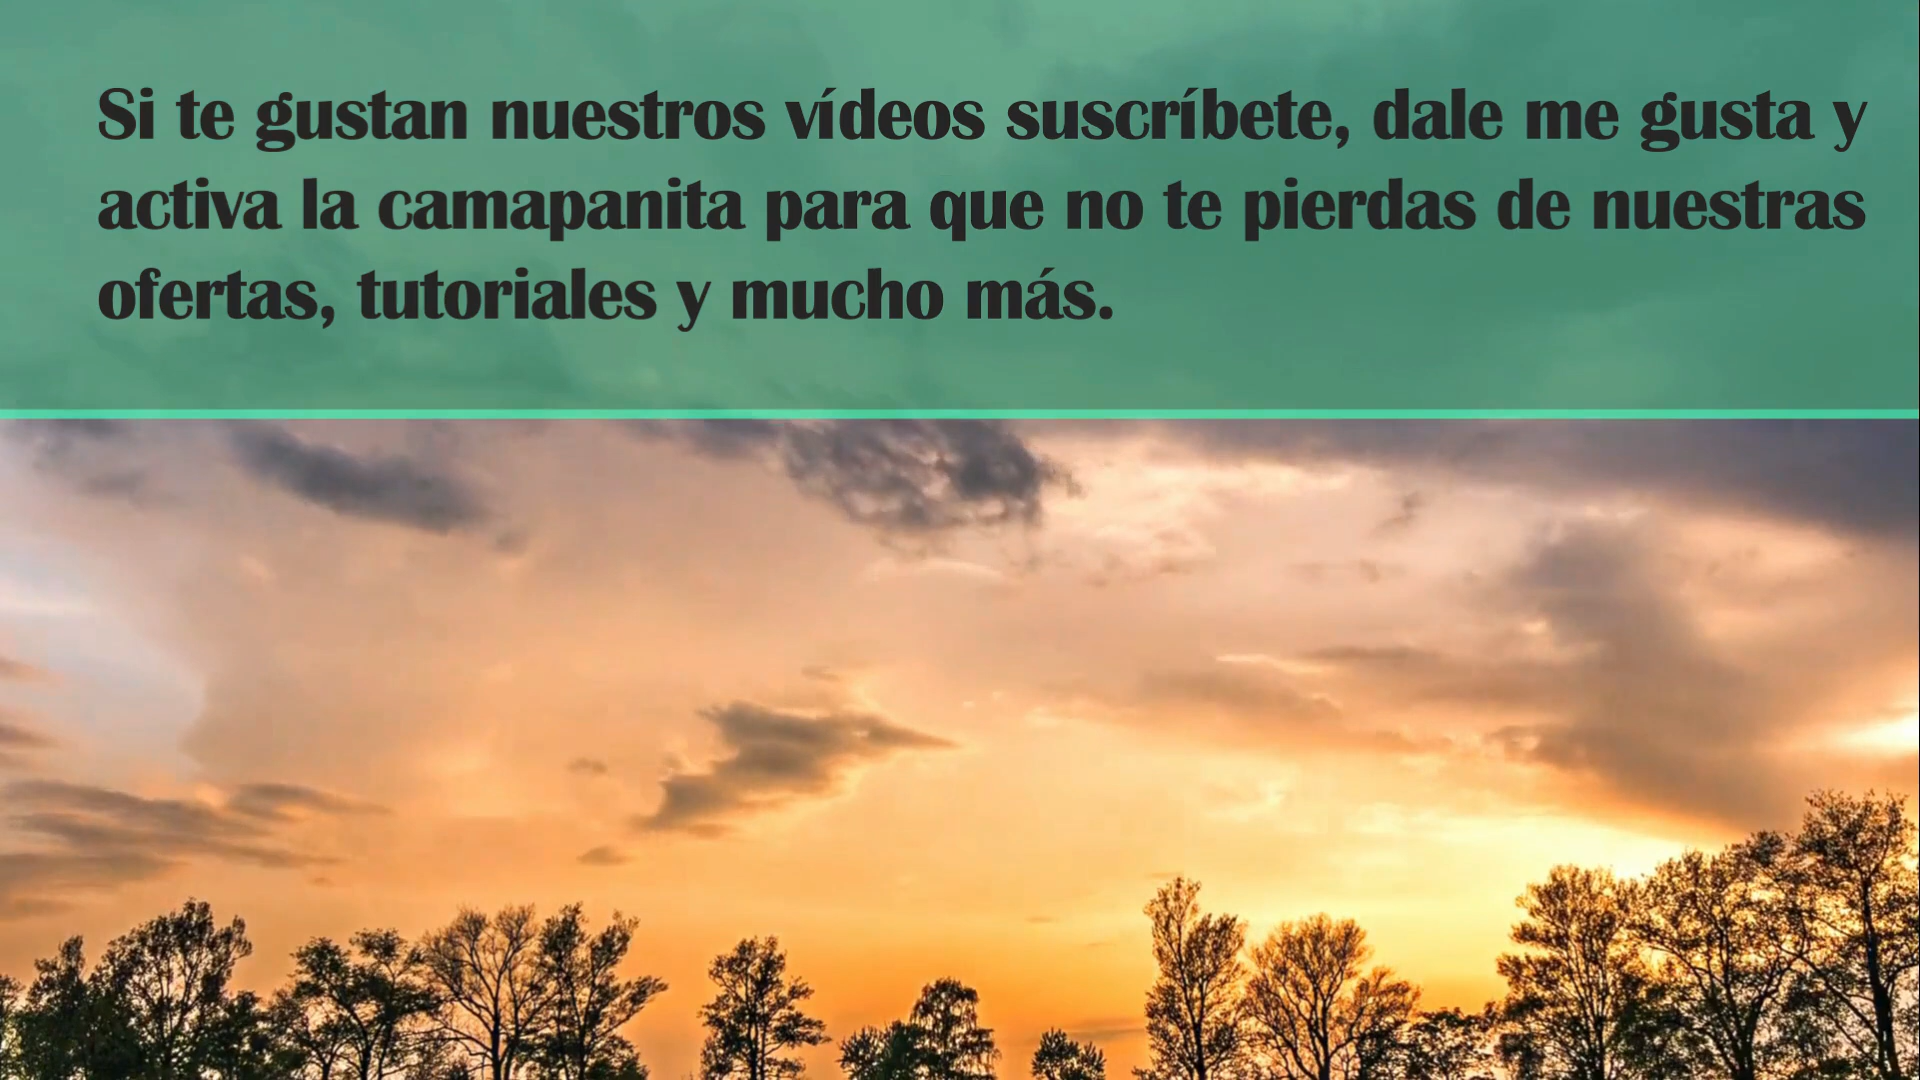 Si te gustan nuestros vídeos suscríbete, dale me gusta y
activa la camapanita para que no te pierdas de nuestras
ofertas, tutoriales y mucho más.